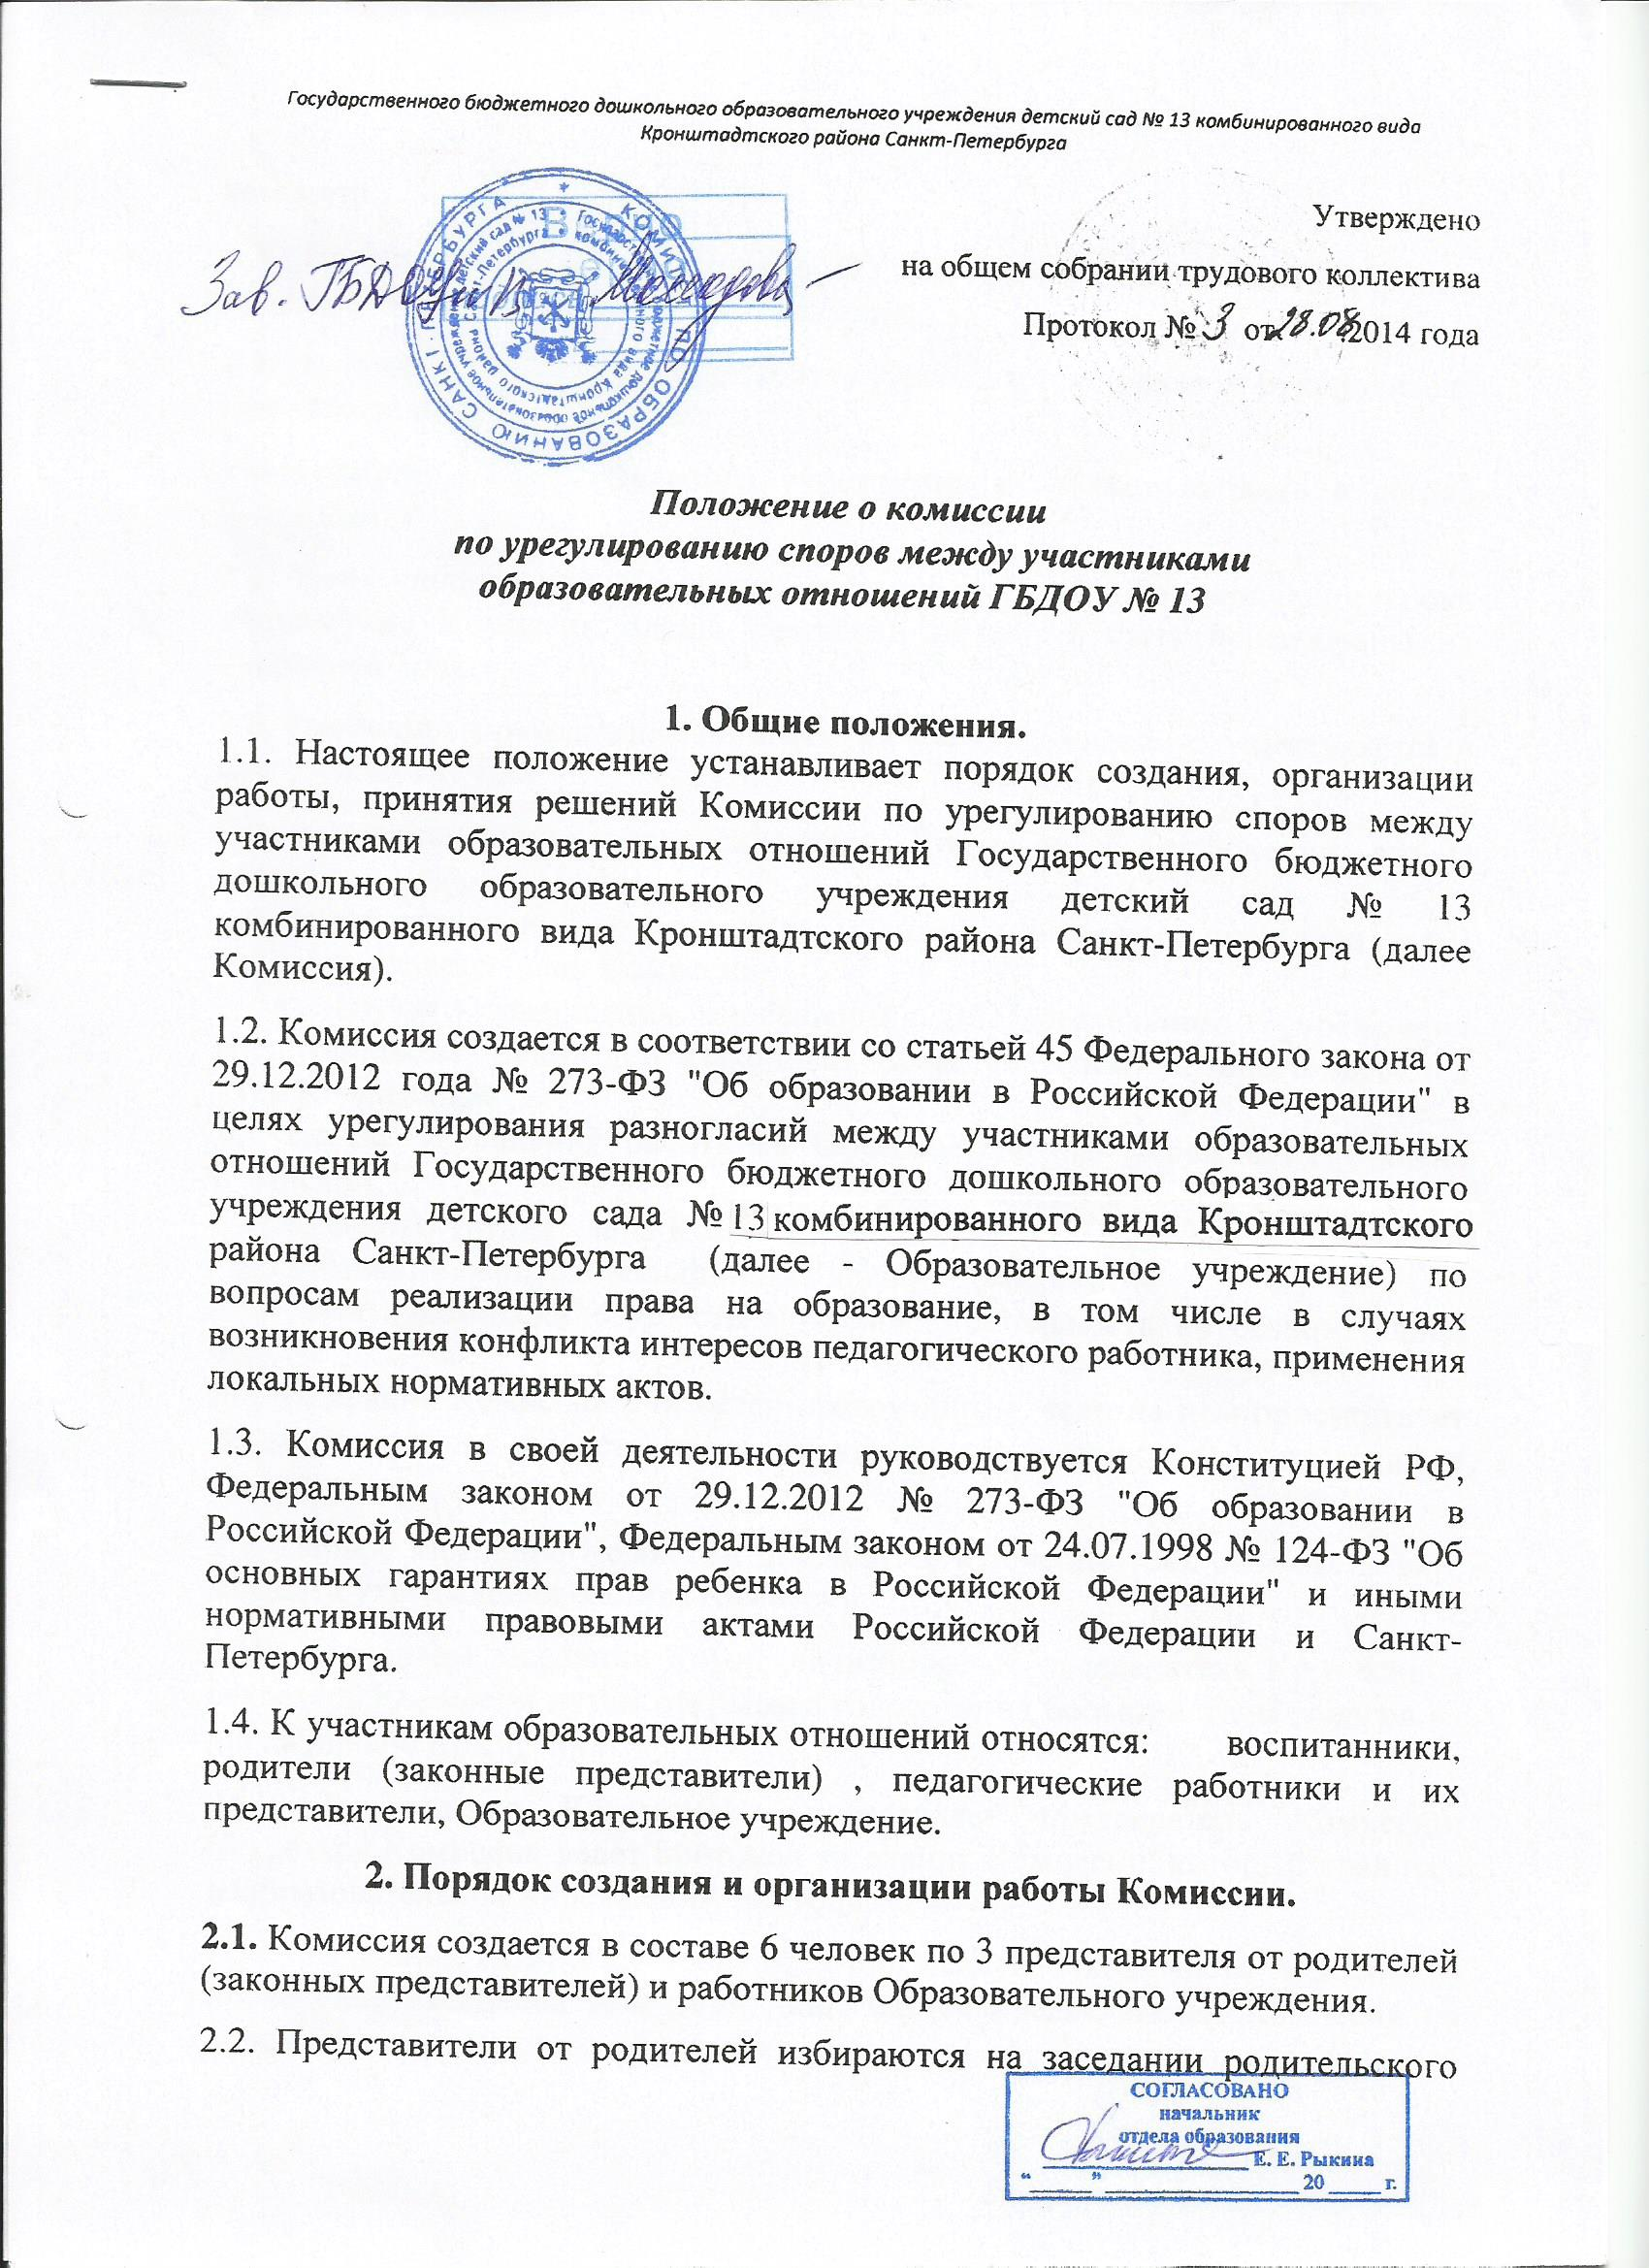 Государственного бюджетного дошкольного образовательного учреждения детский сад № 13 комбинированного вида
Кронштадтского района Санкт-Петербурга
Утверждено
на общем собрании трудового коллектива
Протокол № 3 от 28.08.2014 года
Зав. ГБДОУ № 13
КОМИТЕТ ПО ОБРАЗОВАНИЮ САНКТ-ПЕТЕРБУРГА
Положение о комиссии
по урегулированию споров между участниками
образовательных отношений ГБДОУ № 13
1. Общие положения.
1.1. Настоящее положение устанавливает порядок создания, организации
работы, принятия решений Комиссии по урегулированию споров между
участниками образовательных отношений Государственного бюджетного
дошкольного образовательного учреждения детский сад № 13
комбинированного вида Кронштадтского района Санкт-Петербурга (далее
Комиссия).
1.2. Комиссия создается в соответствии со статьей 45 Федерального закона от
29.12.2012 года № 273-ФЗ "Об образовании в Российской Федерации" в
целях урегулирования разногласий между участниками образовательных
отношений Государственного бюджетного дошкольного образовательного
учреждения детского сада № 13 комбинированного вида Кронштадтского
района Санкт-Петербурга (далее - Образовательное учреждение) по
вопросам реализации права на образование, в том числе в случаях
возникновения конфликта интересов педагогического работника, применения
локальных нормативных актов.
1.3. Комиссия в своей деятельности руководствуется Конституцией РФ,
Федеральным законом от 29.12.2012 № 273-ФЗ "Об образовании в
Российской Федерации", Федеральным законом от 24.07.1998 № 124-ФЗ "Об
основных гарантиях прав ребенка в Российской Федерации" и иными
нормативными правовыми актами Российской Федерации и Санкт-
Петербурга.
1.4. К участникам образовательных отношений относятся: воспитанники,
родители (законные представители) , педагогические работники и их
представители, Образовательное учреждение.
2. Порядок создания и организации работы Комиссии.
2.1. Комиссия создается в составе 6 человек по 3 представителя от родителей
(законных представителей) и работников Образовательного учреждения.
2.2. Представители от родителей избираются на заседании родительского
СОГЛАСОВАНО
начальник
отдела образования
Е. Е. Рыкина
"____" ____________ 20 ____ г.